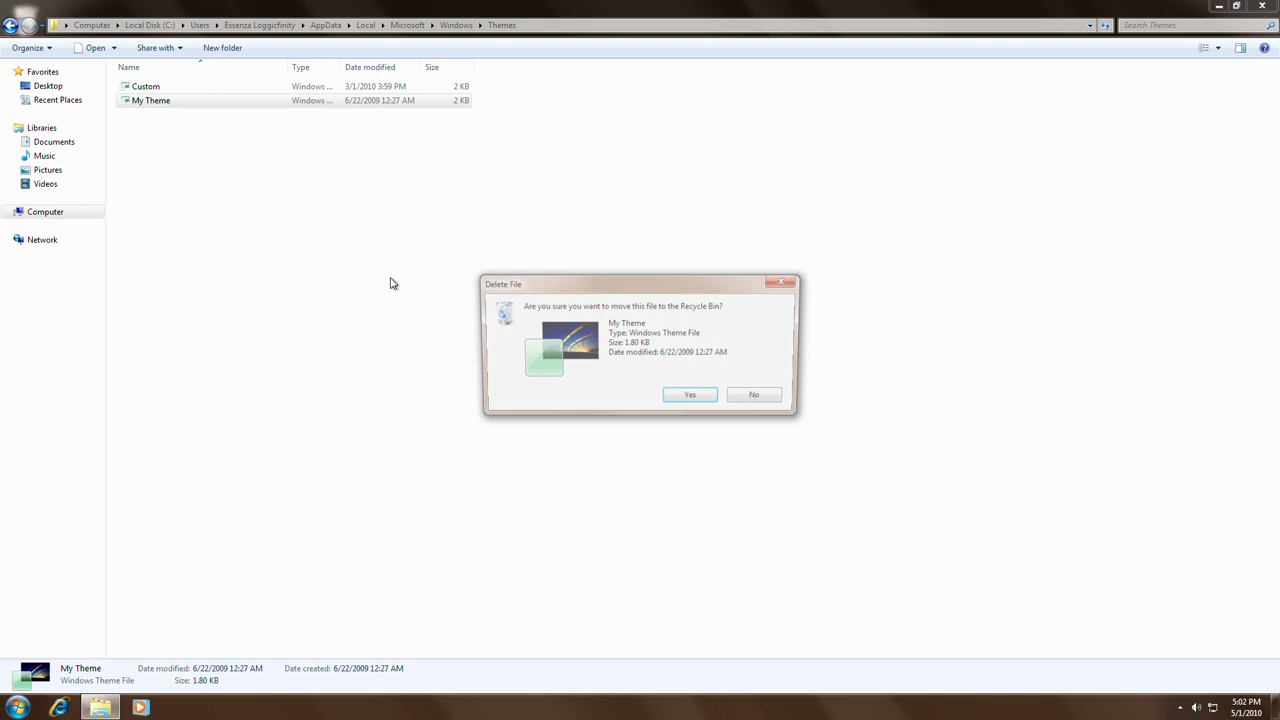 Computer Local Disk (C:) Users Essenza Loggicfinity AppData Local Microsoft Windows Themes Search Themes
Organize Open Share with New folder
Favorites
Desktop
Recent Places
Libraries
Documents
Music
Pictures
Videos
Computer
Network
Name Type Date modified Size
Custom Windows ... 3/1/2010 3:59 PM 2 KB
My Theme Windows ... 6/22/2009 12:27 AM 2 KB
Delete File
Are you sure you want to move this file to the Recycle Bin?
My Theme
Type: Windows Theme File
Size: 1.80 KB
Date modified: 6/22/2009 12:27 AM
Yes No
My Theme Date modified: 6/22/2009 12:27 AM Date created: 6/22/2009 12:27 AM
Windows Theme File Size: 1.80 KB
5:02 PM
5/1/2010